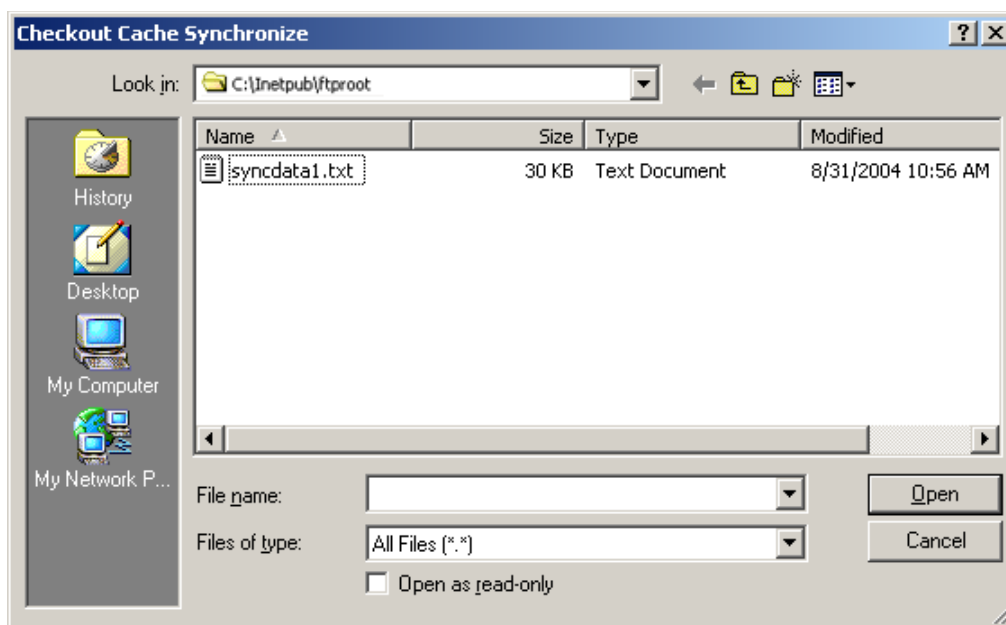 Checkout Cache Synchronize
Look in: C:\Inetpub\ftproot
Name Size Type Modified
syncdata1.txt 30 KB Text Document 8/31/2004 10:56 AM
History
Desktop
My Computer
My Network P...
File name: Open
Files of type: All Files (*.*) Cancel
Open as read-only